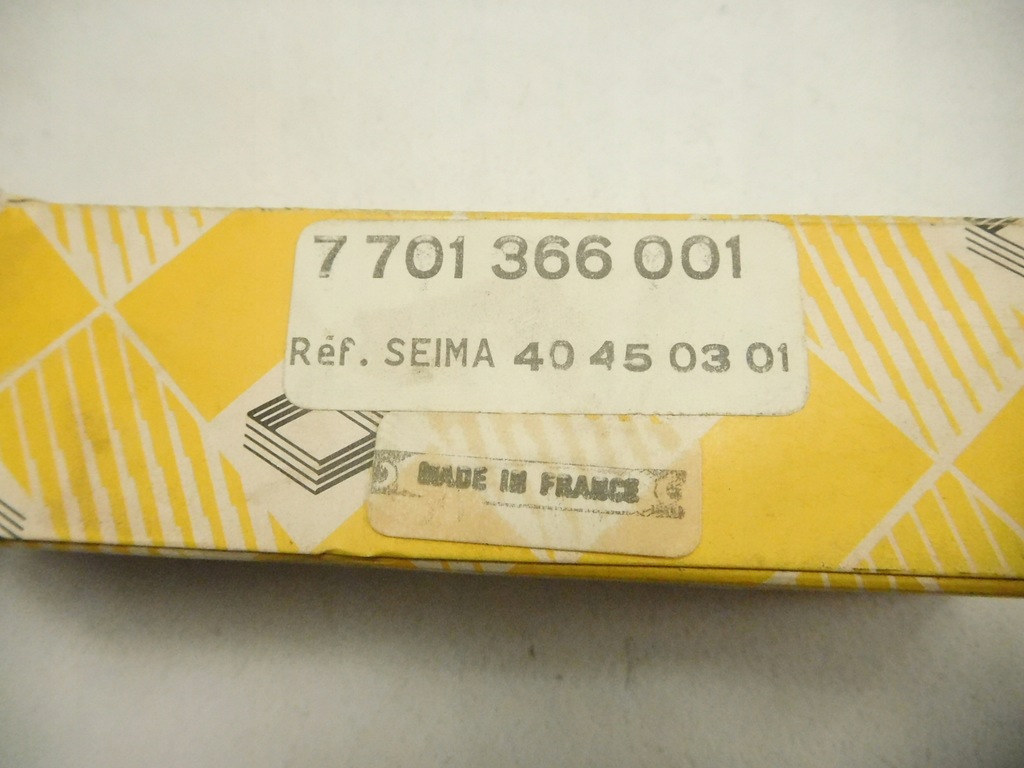 7 701 366 001
Réf. SEIMA 40 45 03 01
MADE IN FRANCE